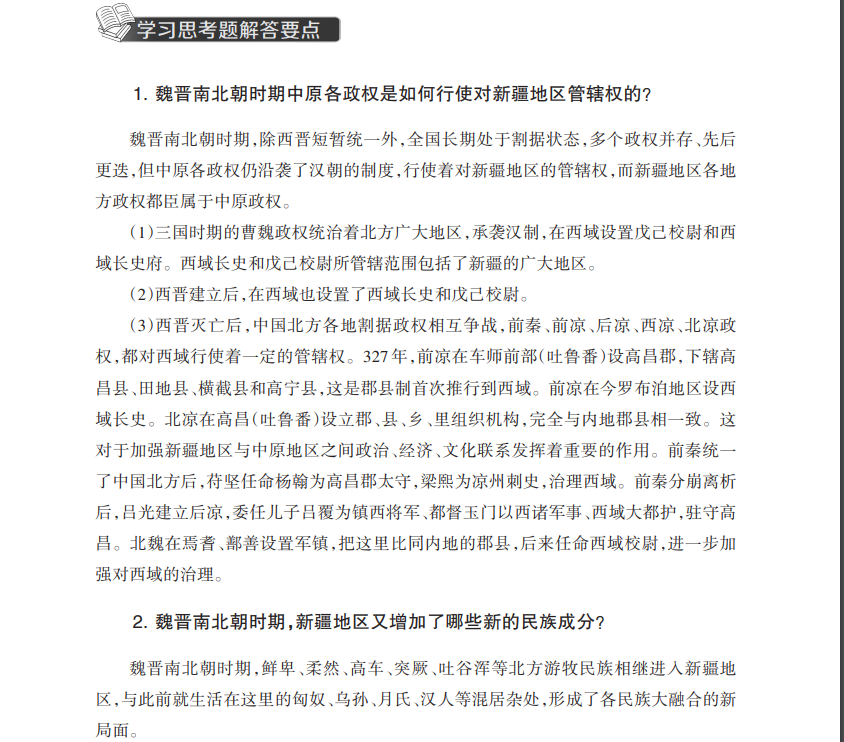 学习思考题解答要点
1. 魏晋南北朝时期中原各政权是如何行使对新疆地区管辖权的?
魏晋南北朝时期,除西晋短暂统一外,全国长期处于割据状态,多个政权并存、先后
更迭,但中原各政权仍沿袭了汉朝的制度,行使着对新疆地区的管辖权,而新疆地区各地
方政权都臣属于中原政权。
(1)三国时期的曹魏政权统治着北方广大地区,承袭汉制,在西域设置戊己校尉和西
域长史府。西域长史和戊己校尉所管辖范围包括了新疆的广大地区。
(2)西晋建立后,在西域也设置了西域长史和戊己校尉。
(3)西晋灭亡后,中国北方各地割据政权相互争战,前秦、前凉、后凉、西凉、北凉政
权,都对西域行使着一定的管辖权。327年,前凉在车师前部(吐鲁番)设高昌郡,下辖高
昌县、田地县、横截县和高宁县,这是郡县制首次推行到西域。前凉在今罗布泊地区设西
域长史。北凉在高昌(吐鲁番)设立郡、县、乡、里组织机构,完全与内地郡县相一致。这
对于加强新疆地区与中原地区之间政治、经济、文化联系发挥着重要的作用。前秦统一
了中国北方后,苻坚任命杨翰为高昌郡太守,梁熙为凉州刺史,治理西域。前秦分崩离析
后,吕光建立后凉,委任儿子吕覆为镇西将军、都督玉门以西诸军事、西域大都护,驻守高
昌。北魏在焉耆、鄯善设置军镇,把这里比同内地的郡县,后来任命西域校尉,进一步加
强对西域的治理。
2. 魏晋南北朝时期,新疆地区又增加了哪些新的民族成分?
魏晋南北朝时期,鲜卑、柔然、高车、突厥、吐谷浑等北方游牧民族相继进入新疆地
区,与此前就生活在这里的匈奴、乌孙、月氏、汉人等混居杂处,形成了各民族大融合的新
局面。